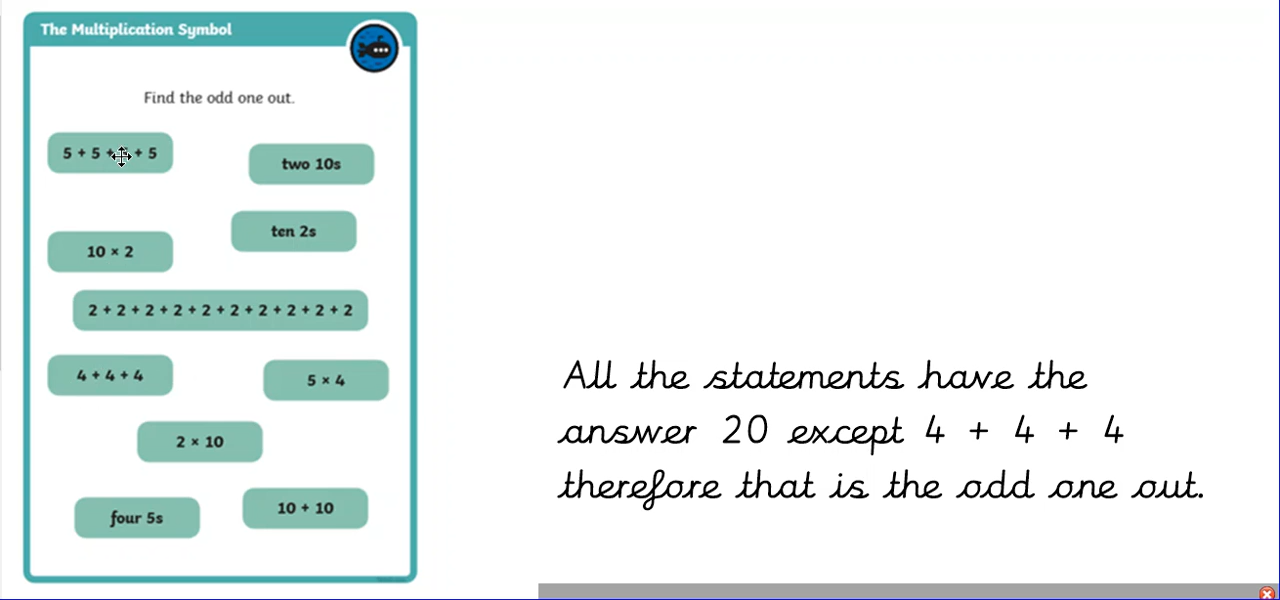 The Multiplication Symbol
Find the odd one out.
5 + 5 + + 5
two 10s
ten 2s
10 × 2
2 + 2 + 2 + 2 + 2 + 2 + 2 + 2 + 2 + 2
4 + 4 + 4
5 × 4
2 × 10
four 5s
10 + 10
All the statements have the
answer 20 except 4 + 4 + 4
therefore that is the odd one out.